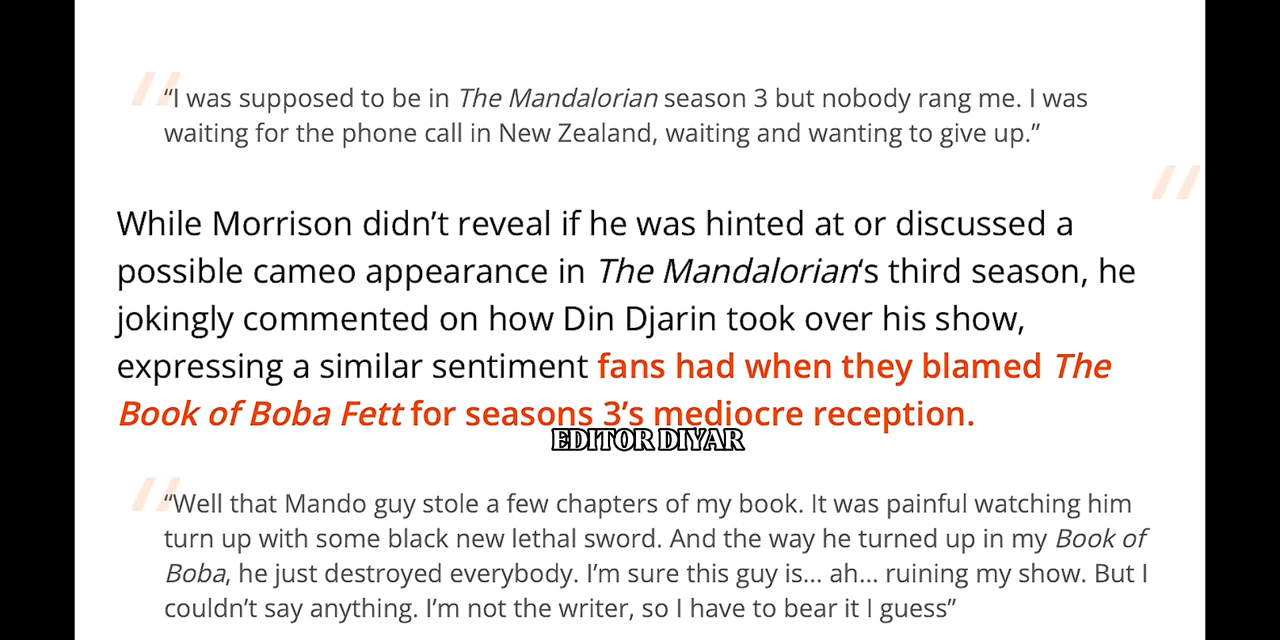 “I was supposed to be in The Mandalorian season 3 but nobody rang me. I was
waiting for the phone call in New Zealand, waiting and wanting to give up.”
While Morrison didn’t reveal if he was hinted at or discussed a
possible cameo appearance in The Mandalorian‘s third season, he
jokingly commented on how Din Djarin took over his show,
expressing a similar sentiment fans had when they blamed The
Book of Boba Fett for seasons 3’s mediocre reception.
EDITOR DIYAR
“Well that Mando guy stole a few chapters of my book. It was painful watching him
turn up with some black new lethal sword. And the way he turned up in my Book of
Boba, he just destroyed everybody. I’m sure this guy is… ah… ruining my show. But I
couldn’t say anything. I’m not the writer, so I have to bear it I guess”